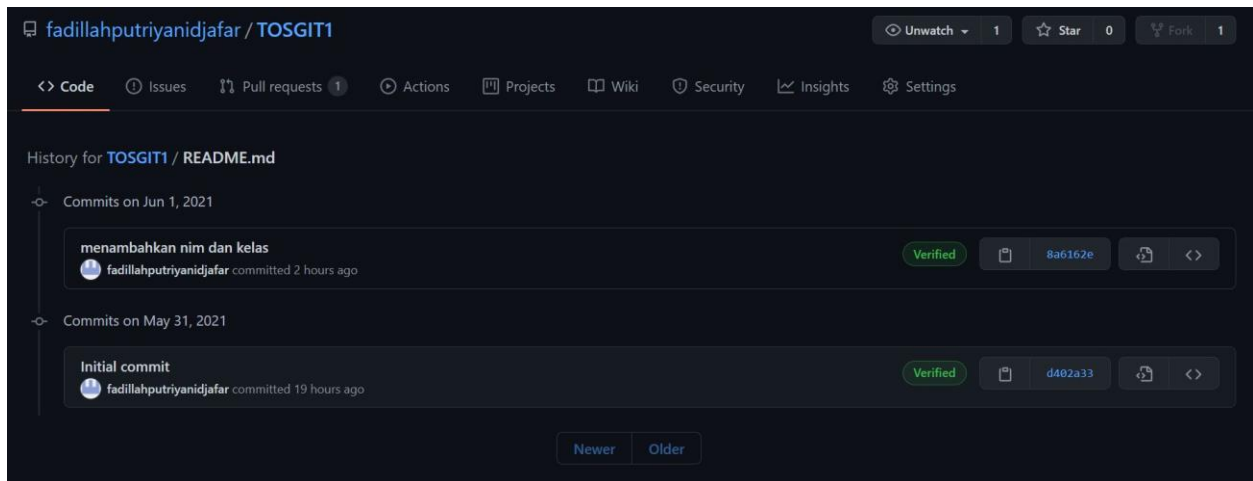 fadillahputriyanidjafar / TOSGIT1
Unwatch 1 Star 0 Fork 1
Code Issues Pull requests 1 Actions Projects Wiki Security Insights Settings
History for TOSGIT1 / README.md
Commits on Jun 1, 2021
menambahkan nim dan kelas
Verified 8a6162e
fadillahputriyanidjafar committed 2 hours ago
Commits on May 31, 2021
Initial commit
Verified d402a33
fadillahputriyanidjafar committed 19 hours ago
Newer Older